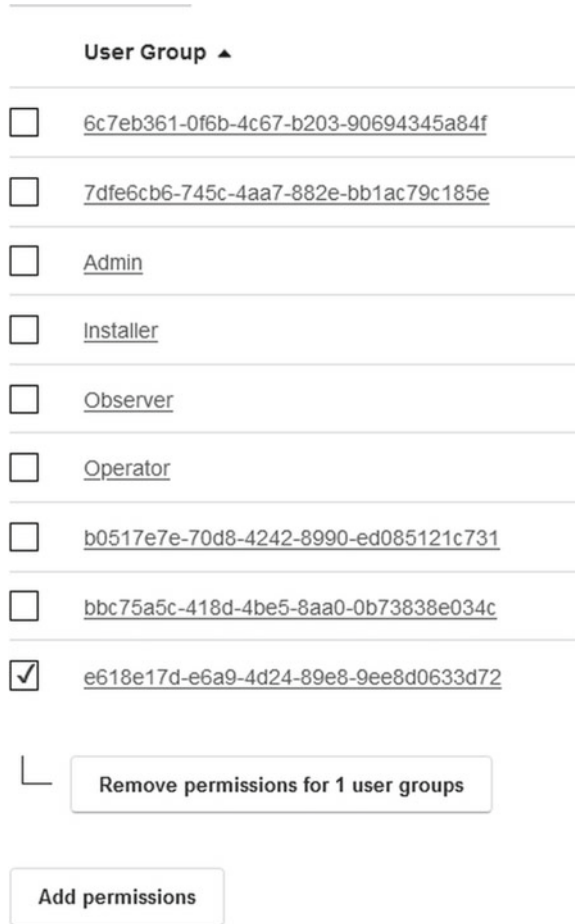 User Group ▲
6c7eb361-0f6b-4c67-b203-90694345a84f
7dfe6cb6-745c-4aa7-882e-bb1ac79c185e
Admin
Installer
Observer
Operator
b0517e7e-70d8-4242-8990-ed085121c731
bbc75a5c-418d-4be5-8aa0-0b73838e034c
e618e17d-e6a9-4d24-89e8-9ee8d0633d72
Remove permissions for 1 user groups
Add permissions